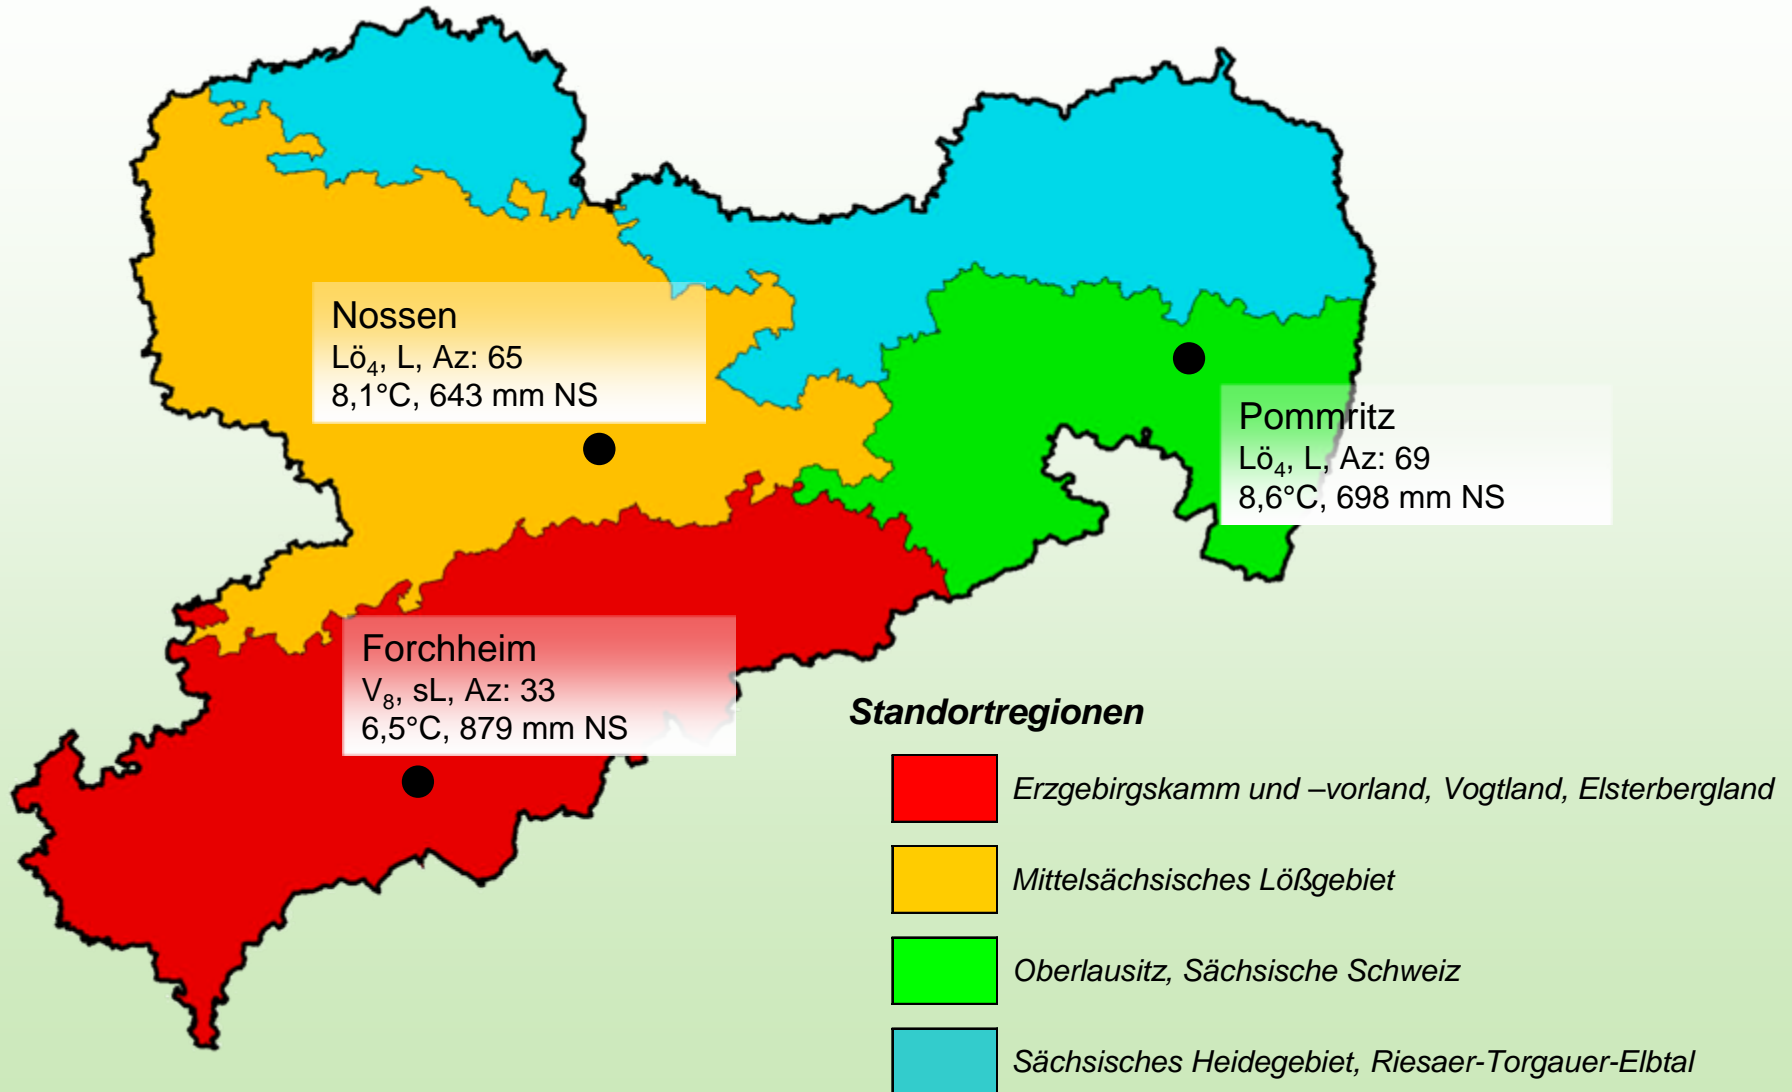 Nossen
Lö₄, L, Az: 65
8,1°C, 643 mm NS
Pommritz
Lö₄, L, Az: 69
8,6°C, 698 mm NS
Forchheim
V₈, sL, Az: 33
6,5°C, 879 mm NS
Standortregionen
Erzgebirgskamm und –vorland, Vogtland, Elsterbergland
Mittelsächsisches Lößgebiet
Oberlausitz, Sächsische Schweiz
Sächsisches Heidegebiet, Riesaer-Torgauer-Elbtal